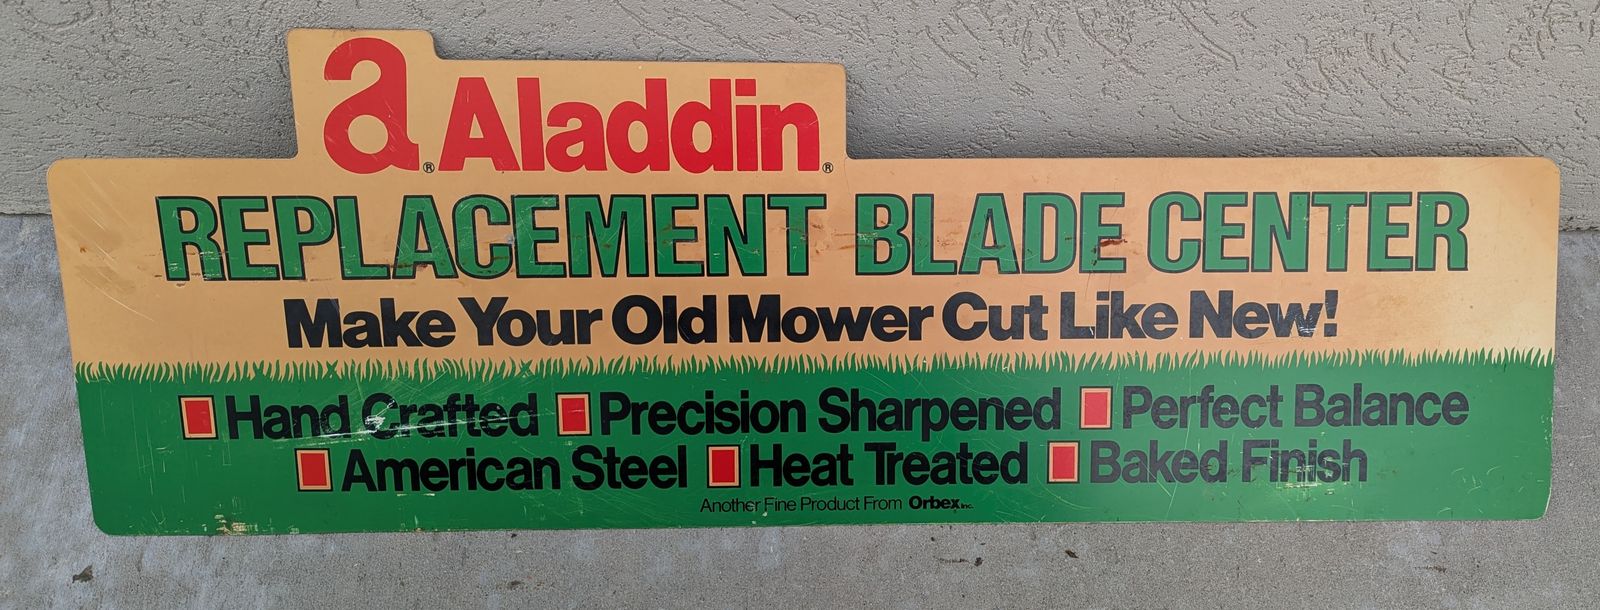 a® Aladdin®
REPLACEMENT BLADE CENTER
Make Your Old Mower Cut Like New!
Hand Crafted Precision Sharpened Perfect Balance
American Steel Heat Treated Baked Finish
Another Fine Product From Orbex Inc.